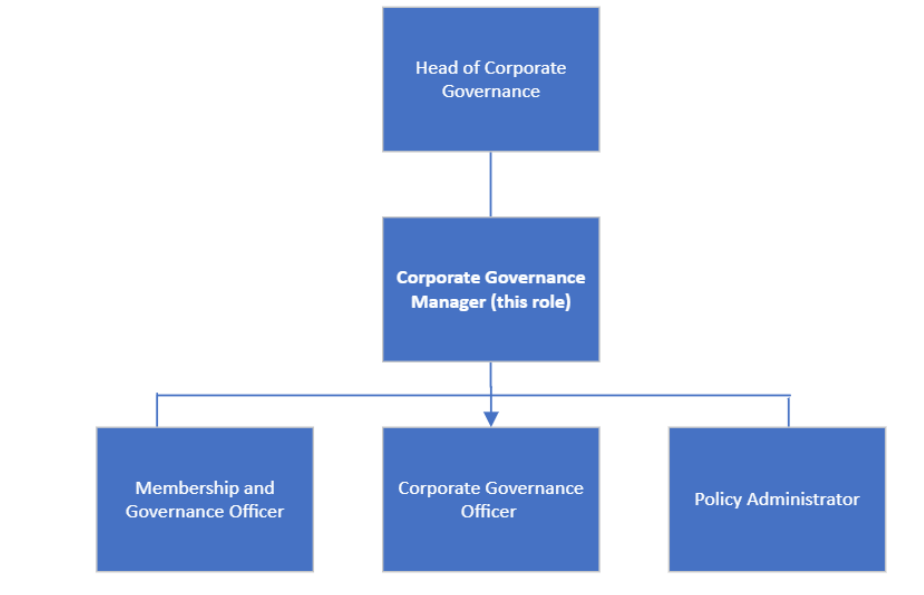 Head of Corporate
Governance
Corporate Governance
Manager (this role)
Membership and
Governance Officer
Corporate Governance
Officer
Policy Administrator